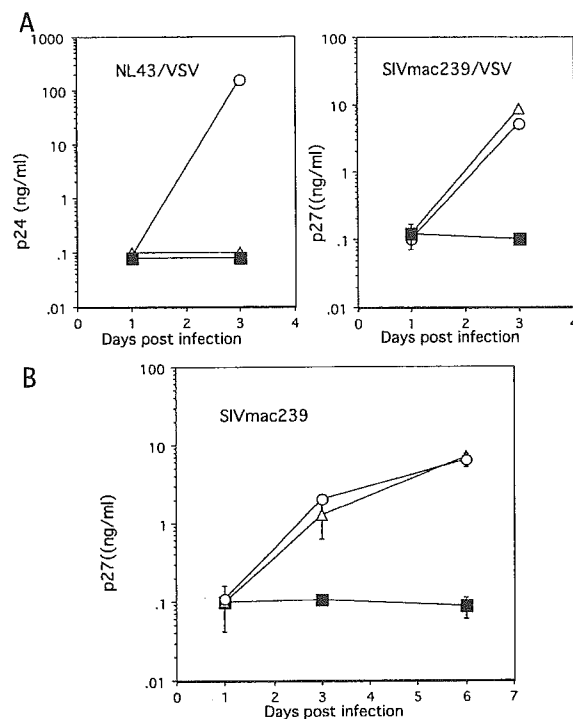 A
NL43/VSV
p24 (ng/ml)
1000
100
10
1
.1
.01
0 1 2 3 4
Days post infection
SIVmac239/VSV
p27((ng/ml)
100
10
1
0.1
.01
0 1 2 3 4
Days post infection
B
SIVmac239
p27((ng/ml)
100
10
1
0.1
.01
0 1 2 3 4 5 6 7
Days post infection